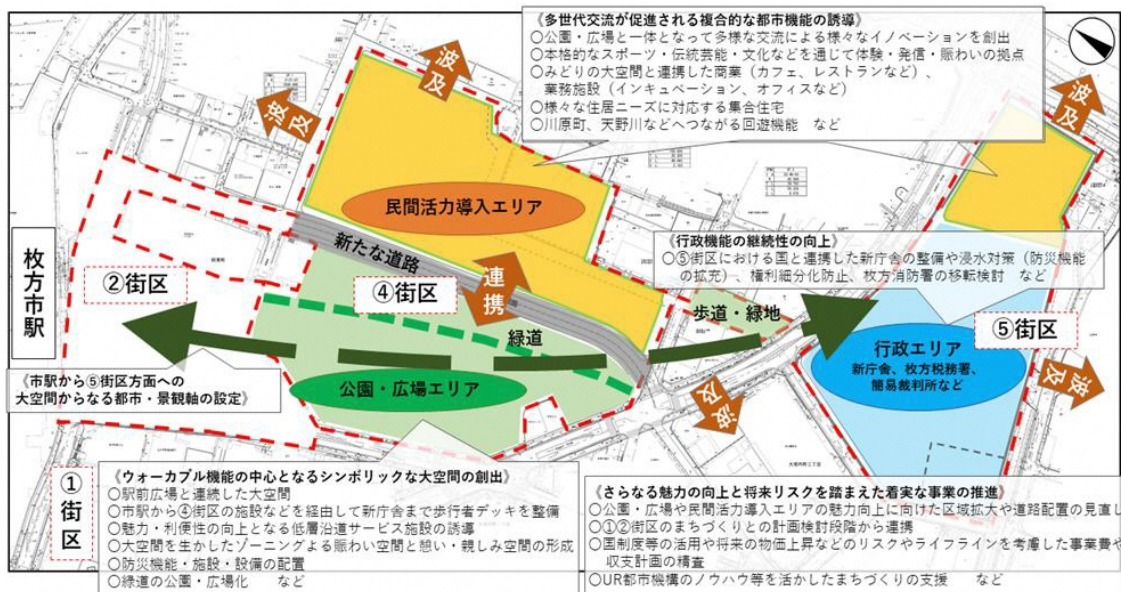 《多世代交流が促進される複合的な都市機能の誘導》
○公園・広場と一体となって多様な交流による様々なイノベーションを創出
○本格的なスポーツ・伝統芸能・文化などを通じて体験・発信・賑わいの拠点
○みどりの大空間と連携した商業（カフェ、レストランなど）、
業務施設（インキュベーション、オフィスなど）
○様々な住居ニーズに対応する集合住宅
○川原町、天野川などへつながる回遊機能　など
波及
波及
波及
民間活力導入エリア
新たな道路
《行政機能の継続性の向上》
○⑤街区における国と連携した新庁舎の整備や浸水対策（防災機能
の拡充）、権利細分化防止、枚方消防署の移転検討　など
枚方市駅
②街区
④街区
連携
緑道
歩道・緑地
⑤街区
行政エリア
新庁舎、枚方税務署、
簡易裁判所など
公園・広場エリア
波及
波及
《市駅から⑤街区方面への
大空間からなる都市・景観軸の設定》
①街区
《ウォーカブル機能の中心となるシンボリックな大空間の創出》
○駅前広場と連続した大空間
○市駅から④街区の施設などを経由して新庁舎まで歩行者デッキを整備
○魅力・利便性の向上となる低層沿道サービス施設の誘導
○大空間を生かしたゾーニングよる賑わい空間と憩い・親しみ空間の形成
○防災機能・施設・設備の配置
○緑道の公園・広場化　など
《さらなる魅力の向上と将来リスクを踏まえた着実な事業の推進》
○公園・広場や民間活力導入エリアの魅力向上に向けた区域拡大や道路配置の見直し
○①②街区のまちづくりとの計画検討段階から連携
○国制度等の活用や将来の物価上昇などのリスクやライフラインを考慮した事業費や
収支計画の精査
○UR都市機構のノウハウ等を活かしたまちづくりの支援　など